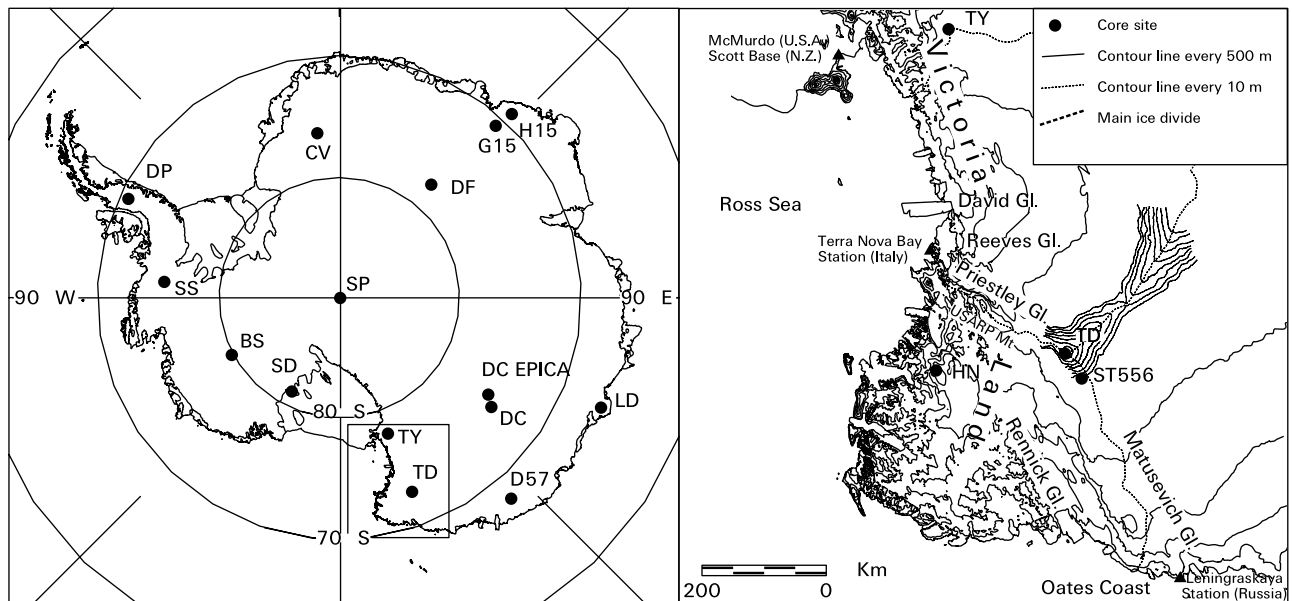 H15
G15
CV
DF
DP
SS
SP
90 W
90 E
BS
SD
DC EPICA
DC
LD
80 S
TY
TD
D57
70 S
TY
McMurdo (U.S.A.)
Scott Base (N.Z.)
Victoria
Land
Core site
Contour line every 500 m
Contour line every 10 m
Main ice divide
Ross Sea
David Gl.
Reeves Gl.
Terra Nova Bay
Station (Italy)
Priestley Gl.
USARP Mt.
TD
HN
ST556
Rennick Gl.
Matusevich Gl.
200
0
Km
Oates Coast
Leningraskaya
Station (Russia)